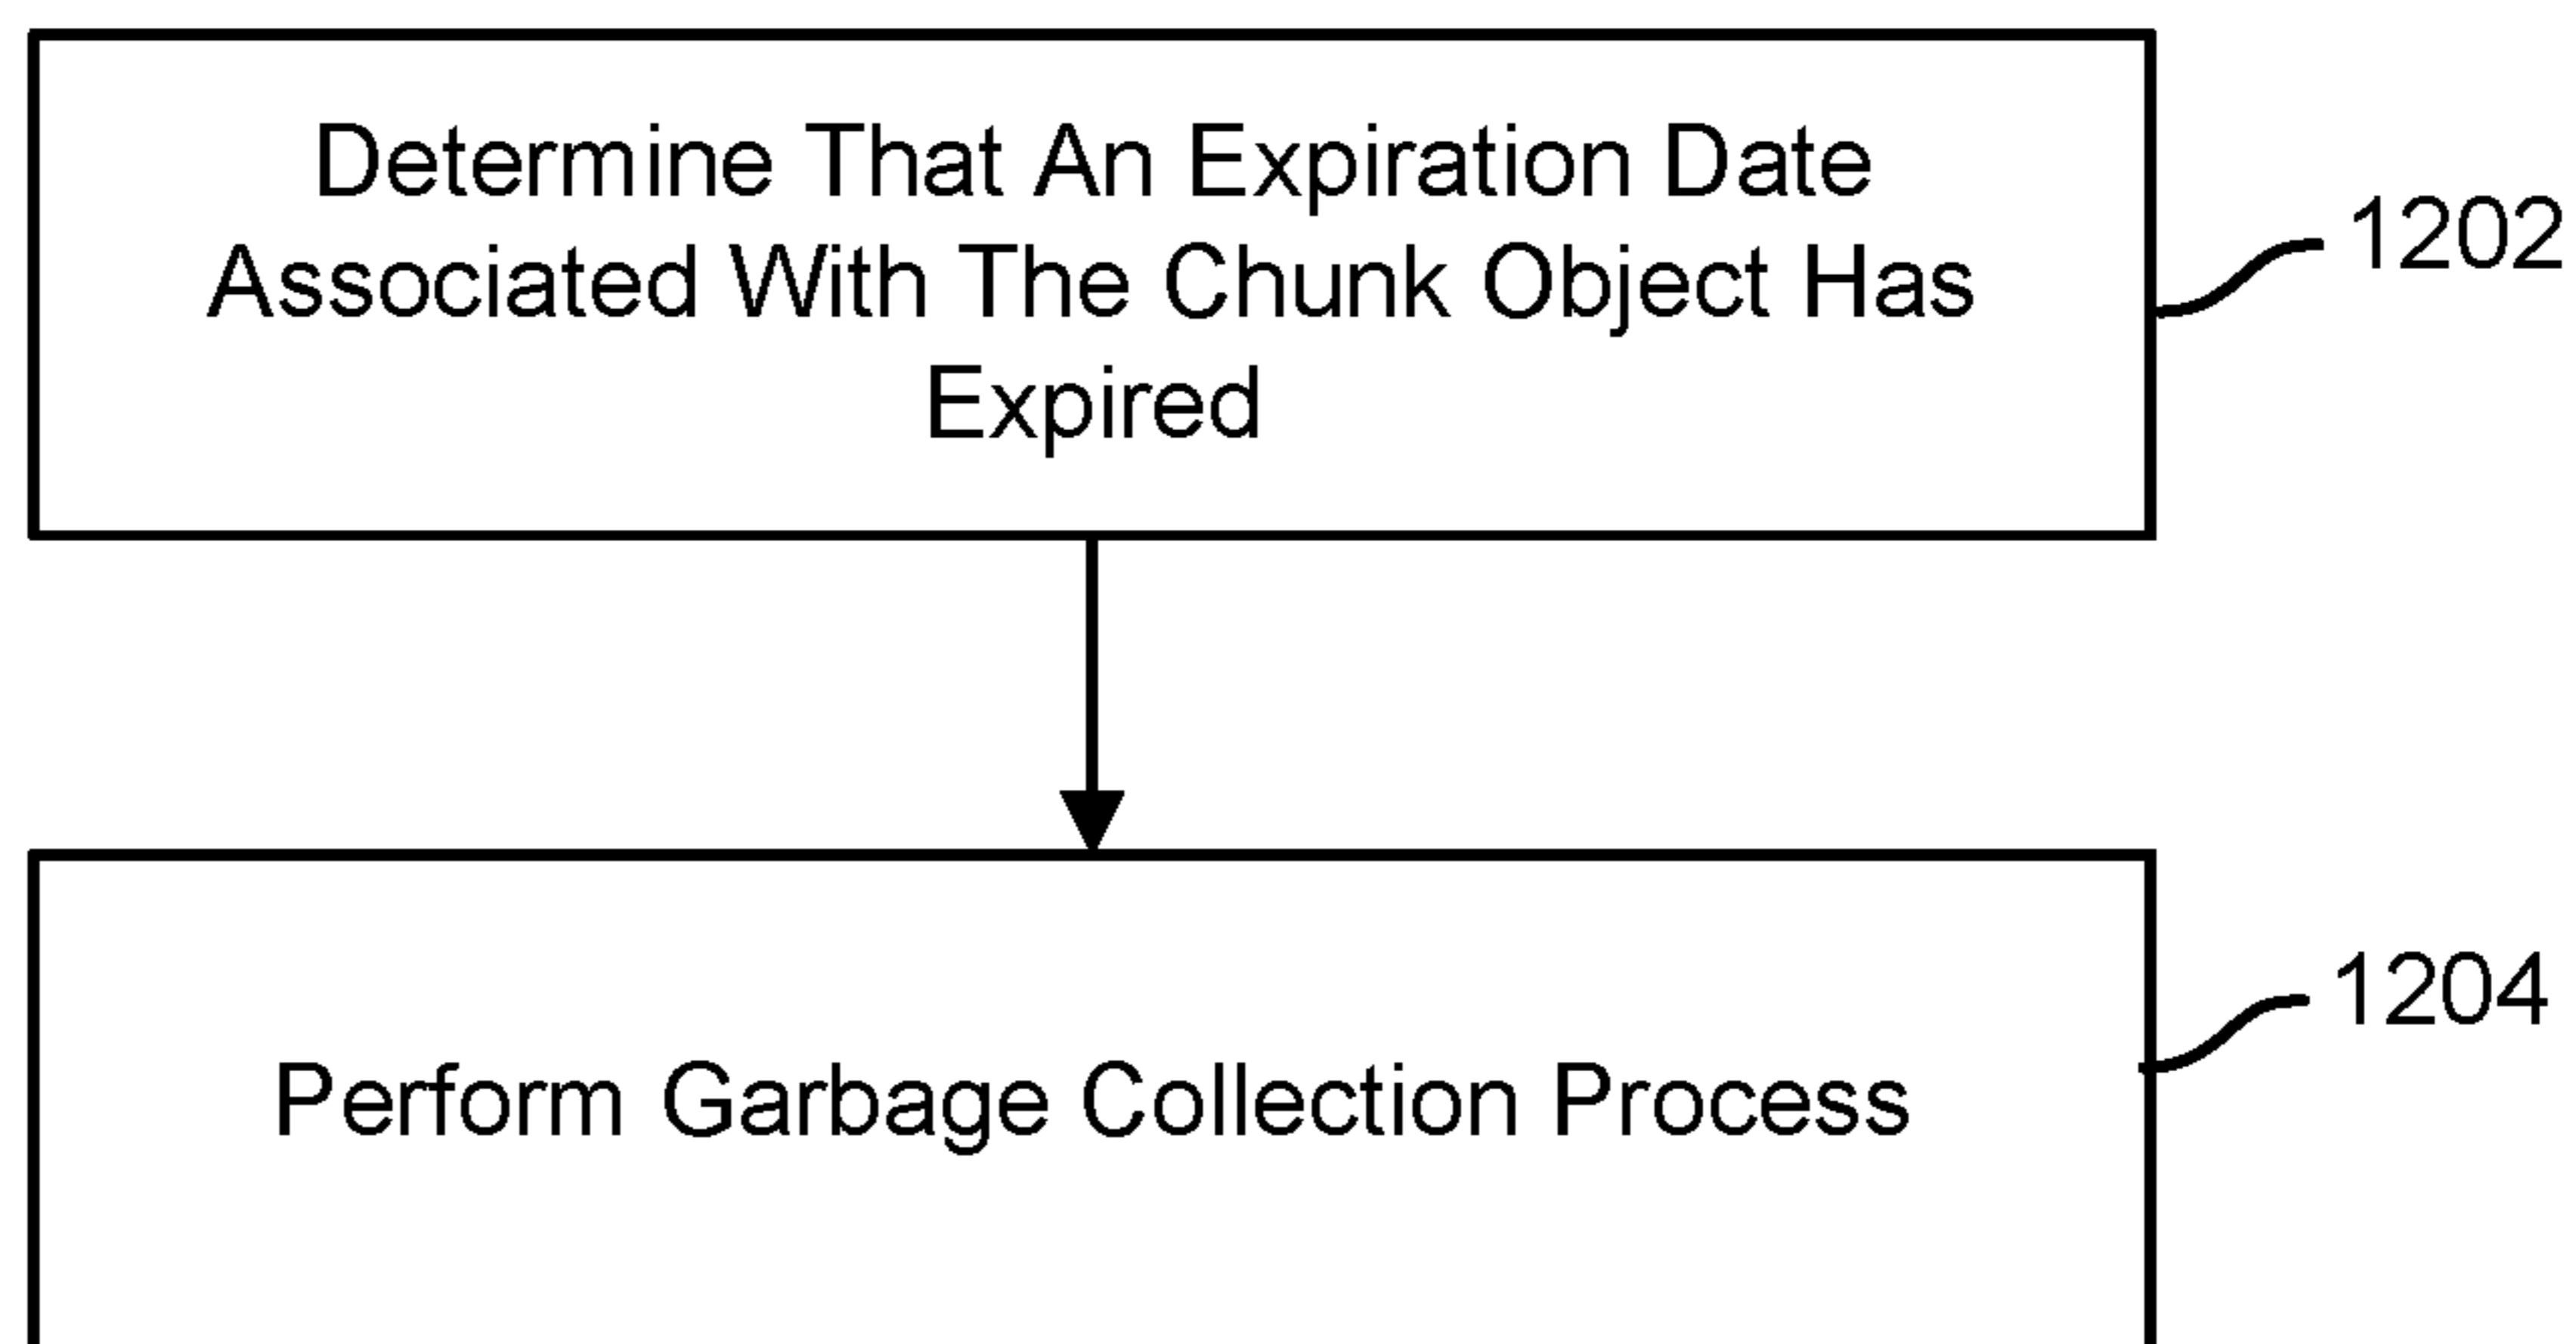 Determine That An Expiration Date
Associated With The Chunk Object Has
Expired
1202
Perform Garbage Collection Process
1204